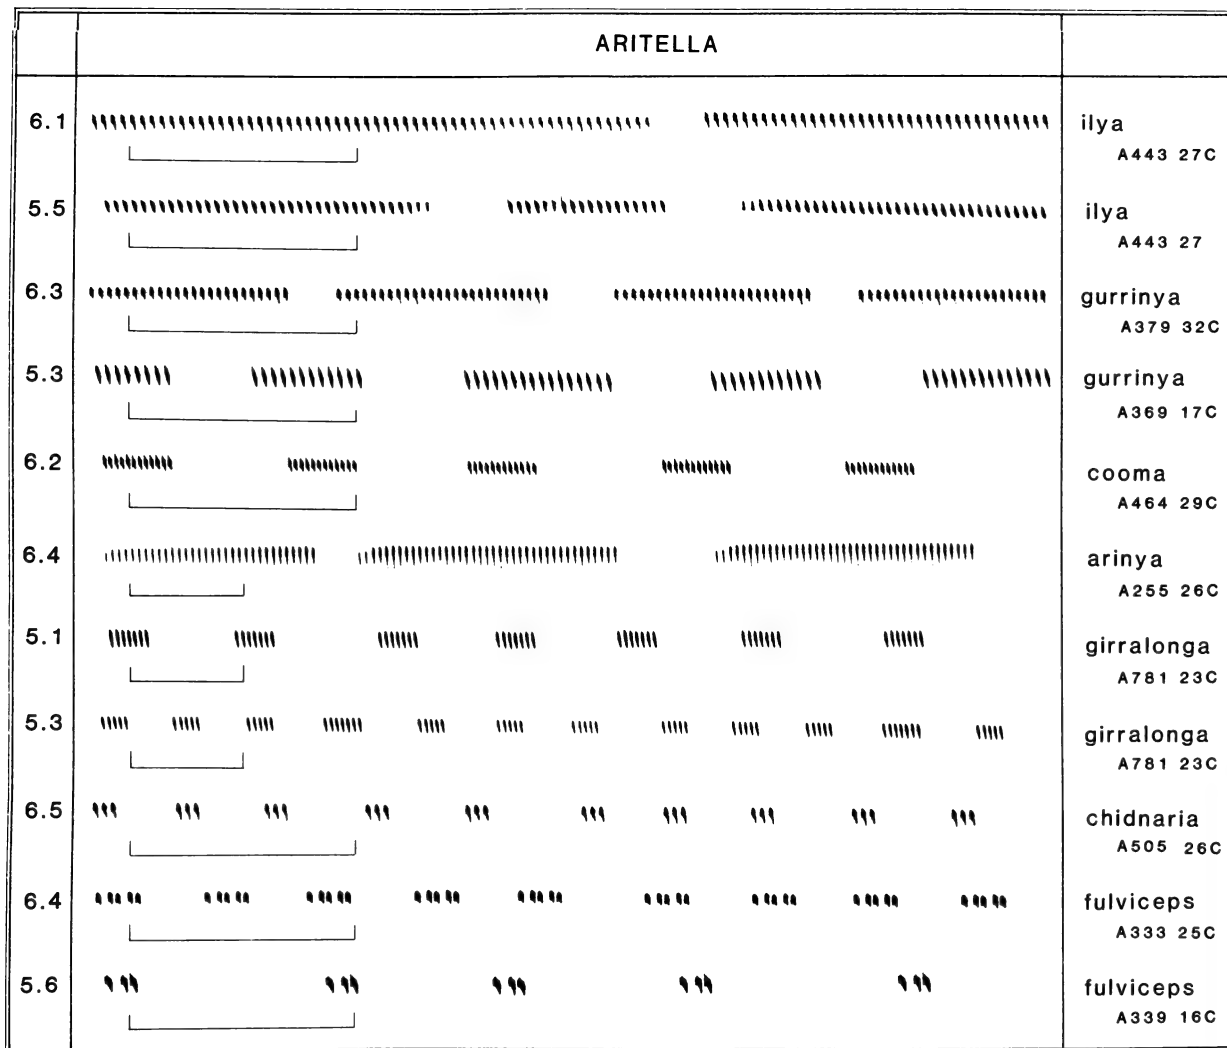 ARITELLA
6.1 ilya
A443 27C
5.5 ilya
A443 27
6.3 gurrinya
A379 32C
5.3 gurrinya
A369 17C
6.2 cooma
A464 29C
6.4 arinya
A255 26C
5.1 girralonga
A781 23C
5.3 girralonga
A781 23C
6.5 chidnaria
A505 26C
6.4 fulviceps
A333 25C
5.6 fulviceps
A339 16C